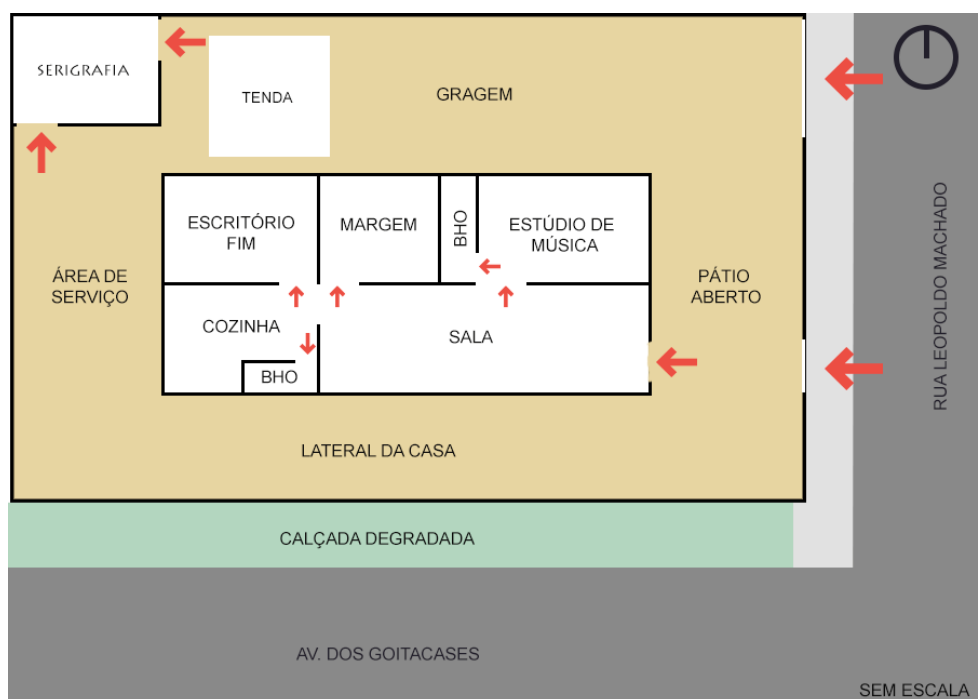 SERIGRAFIA
TENDA
GRAGEM
ESCRITÓRIO
FIM
MARGEM
BHO
ESTÚDIO DE
MÚSICA
ÁREA DE
SERVIÇO
PÁTIO
ABERTO
RUA LEOPOLDO MACHADO
COZINHA
SALA
BHO
LATERAL DA CASA
CALÇADA DEGRADADA
AV. DOS GOITACASES
SEM ESCALA